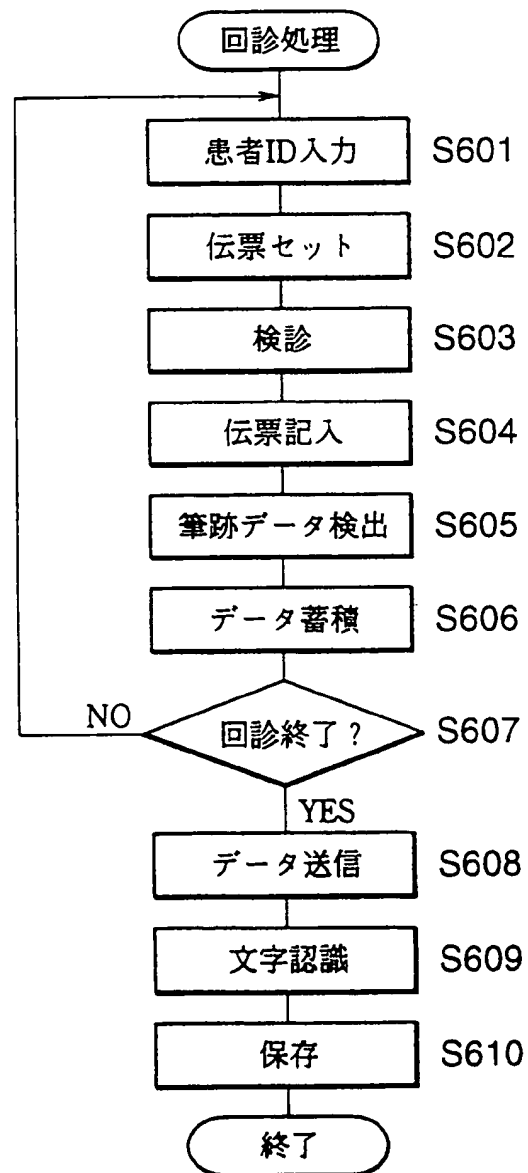 回診処理
患者ID入力 S601
伝票セット S602
検診 S603
伝票記入 S604
筆跡データ検出 S605
データ蓄積 S606
NO 回診終了? S607
YES
データ送信 S608
文字認識 S609
保存 S610
終了